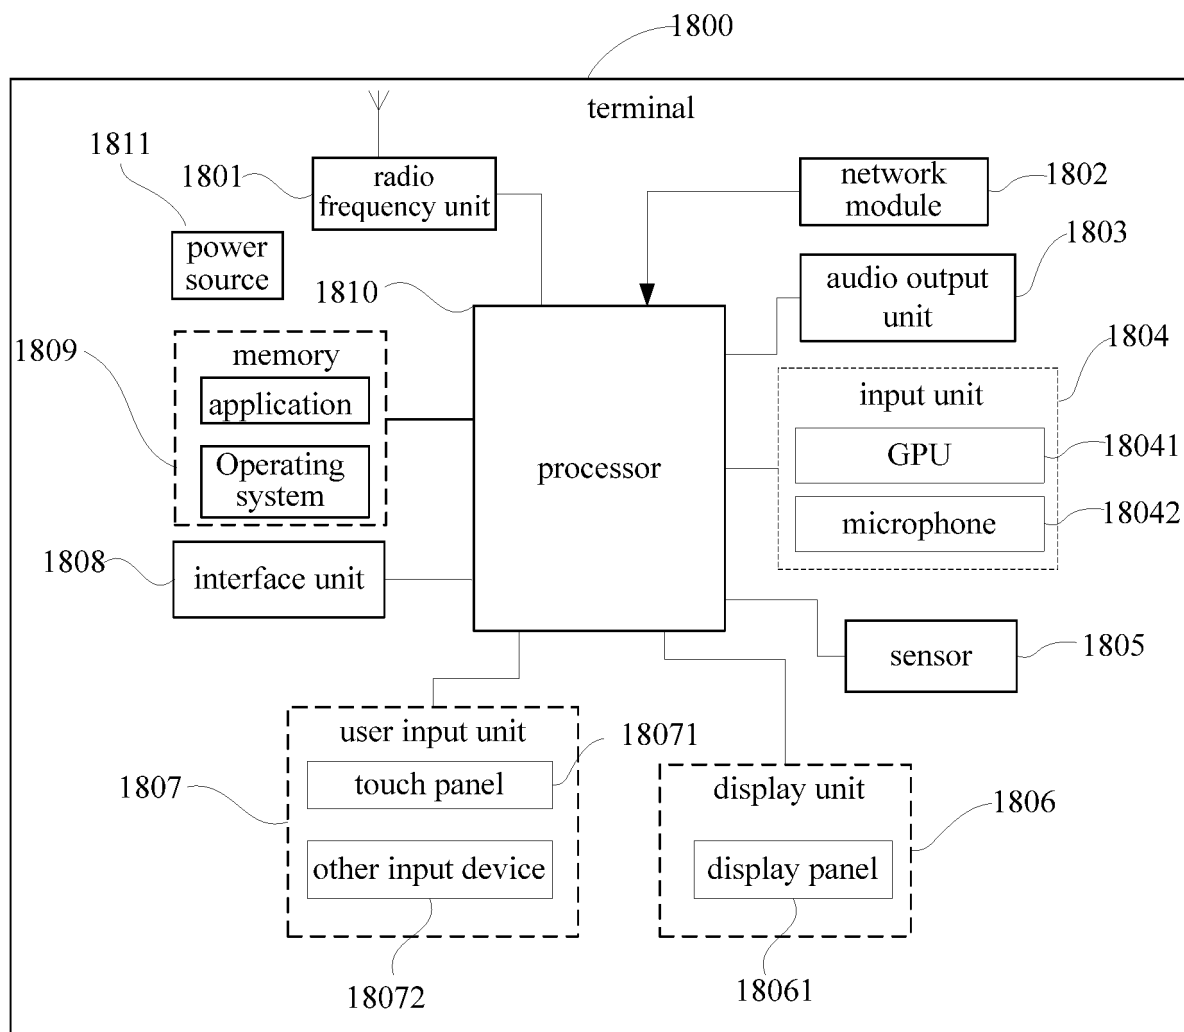 1800
terminal
1811
1801
radio
frequency unit
network
module
1802
power
source
1810
1803
audio output
unit
1809
memory
application
Operating
system
processor
1804
input unit
GPU
18041
microphone
18042
1808
interface unit
sensor
1805
user input unit
18071
1807
touch panel
other input device
18072
display unit
1806
display panel
18061